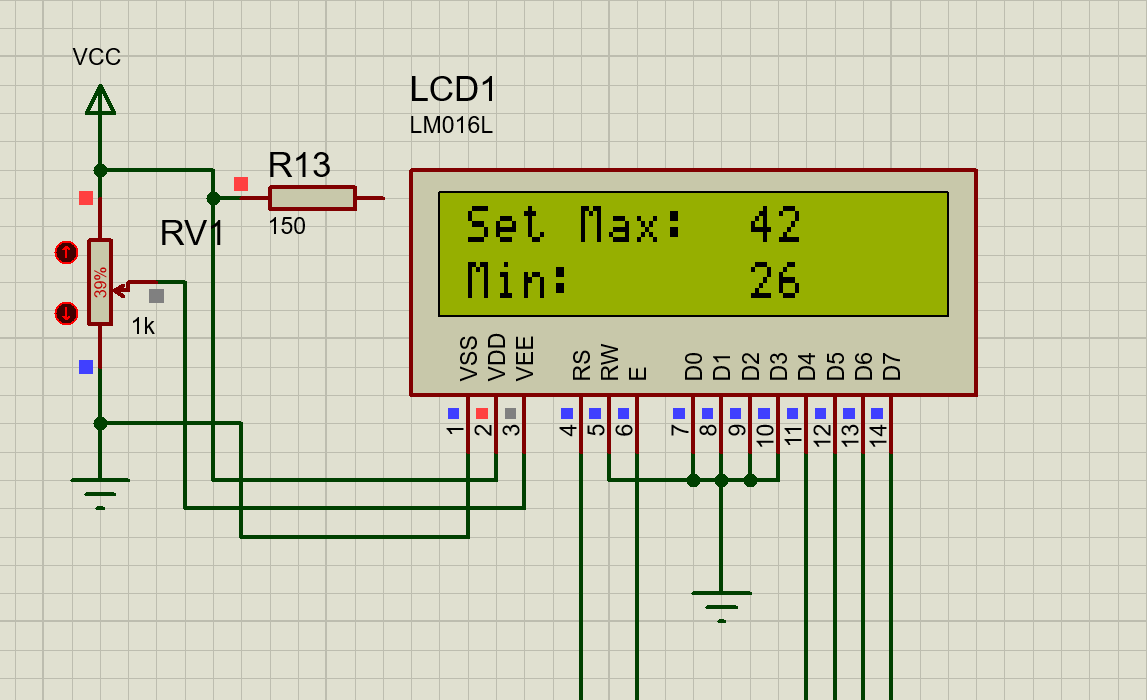 VCC
LCD1
LM016L
R13
150
RV1
39%
1k
Set Max: 42
Min: 26
VSS VDD VEE RS RW E D0 D1 D2 D3 D4 D5 D6 D7
1 2 3 4 5 6 7 8 9 10 11 12 13 14